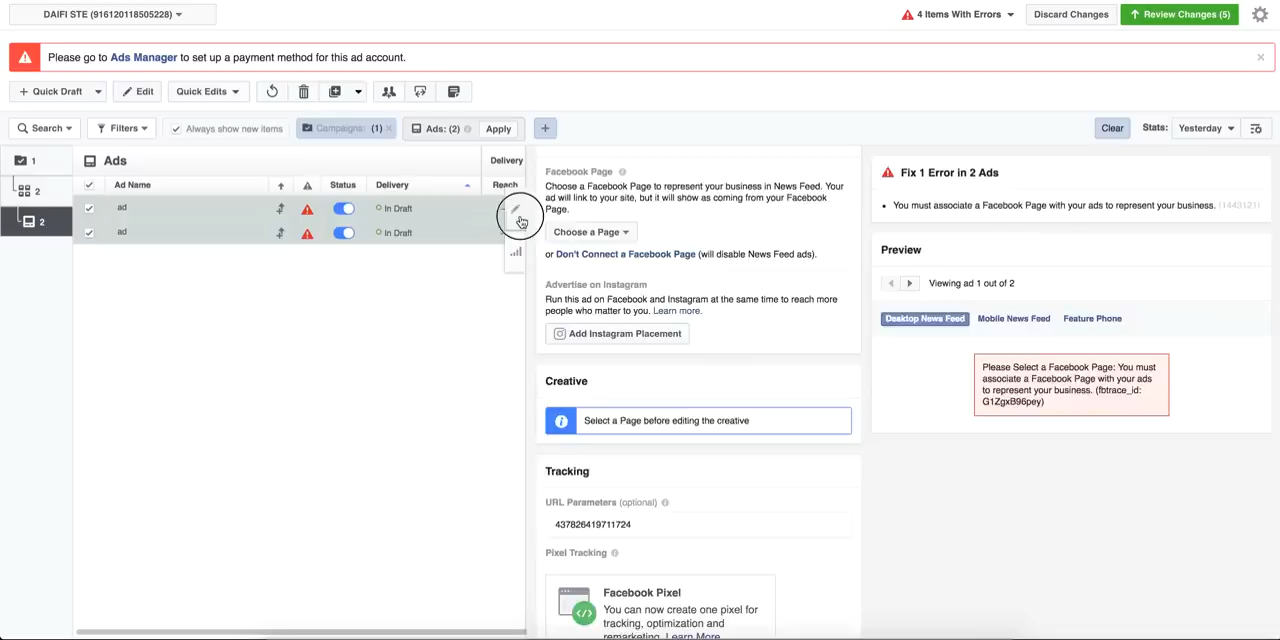 DAIFI STE (916120118505228)
4 Items With Errors
Discard Changes
Review Changes (5)
Please go to Ads Manager to set up a payment method for this ad account.
Quick Draft
Edit
Quick Edits
Search
Filters
Always show new items
Campaigns: (1)
Ads: (2)
Apply
Clear
Stats:
Yesterday
1
2
2
Ads
Delivery
Ad Name
Status
Delivery
Reach
ad
In Draft
ad
In Draft
Facebook Page
Choose a Facebook Page to represent your business in News Feed. Your
ad will link to your site, but it will show as coming from your Facebook
Page.
Choose a Page
or Don't Connect a Facebook Page (will disable News Feed ads).
Advertise on Instagram
Run this ad on Facebook and Instagram at the same time to reach more
people who matter to you. Learn more.
Add Instagram Placement
Creative
Select a Page before editing the creative
Tracking
URL Parameters (optional)
437826419711724
Pixel Tracking
Facebook Pixel
You can now create one pixel for
tracking, optimization and
remarketing. Learn More
Fix 1 Error in 2 Ads
You must associate a Facebook Page with your ads to represent your business. (1443121)
Preview
Viewing ad 1 out of 2
Desktop News Feed
Mobile News Feed
Feature Phone
Please Select a Facebook Page: You must
associate a Facebook Page with your ads
to represent your business. (fbtrace_id:
G1ZgxB96pey)